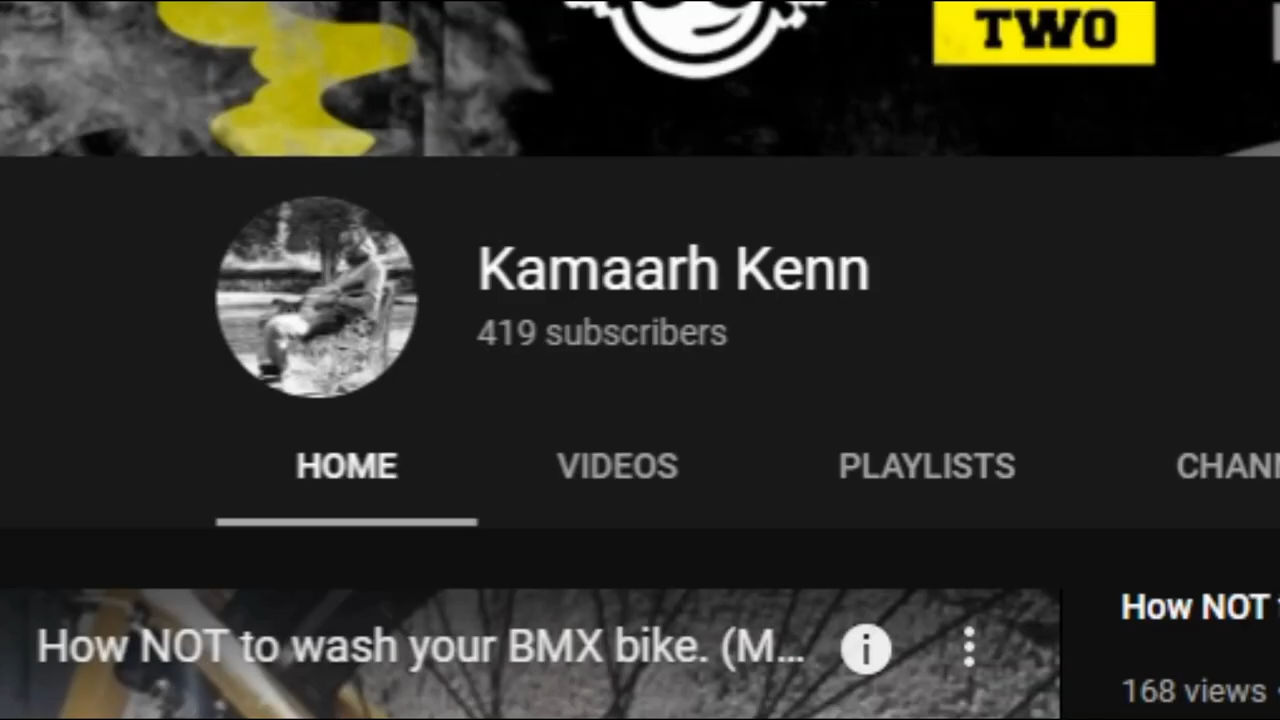 TWO
Kamaarh Kenn
419 subscribers
HOME VIDEOS PLAYLISTS CHANN
How NOT to wash your BMX bike. (M...
How NOT
168 views